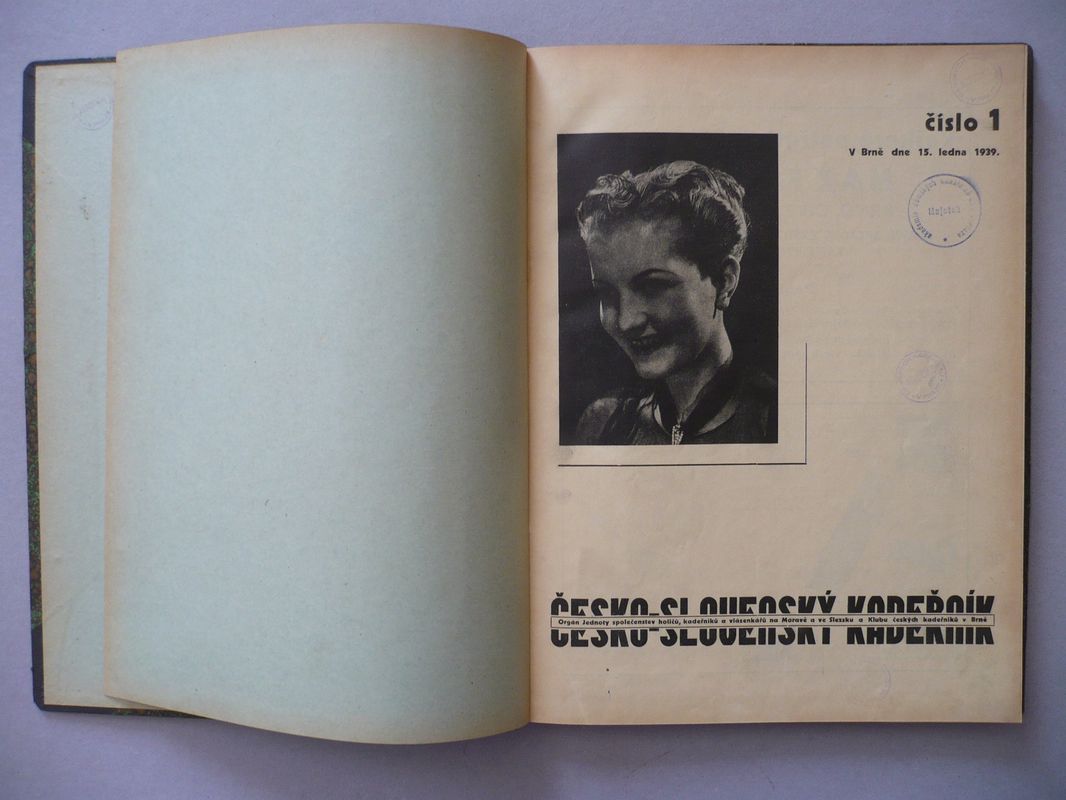 číslo 1
V Brně dne 15. ledna 1939.
ČESKO-SLOVENSKÝ KADEŘNÍK
Orgán Jednoty společenstev holičů, kadeřníků a vlásenkářů na Moravě a ve Slezsku a Klubu českých kadeřníků v Brně